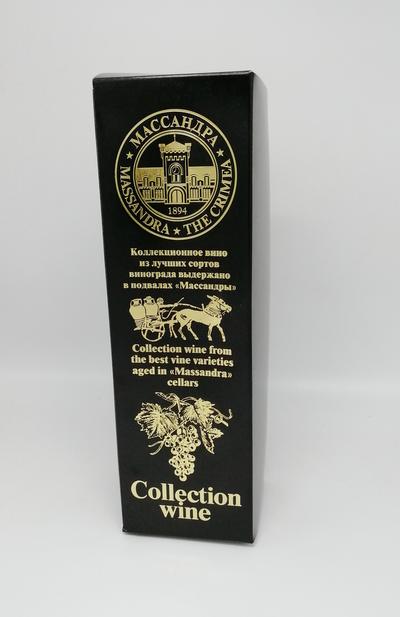 МАССАНДРА
MASSANDRA ★ THE CRIMEA
1894
Коллекционное вино
из лучших сортов
винограда выдержано
в подвалах «Массандры»
Collection wine from
the best vine varieties
aged in «Massandra»
cellars
Collection
wine